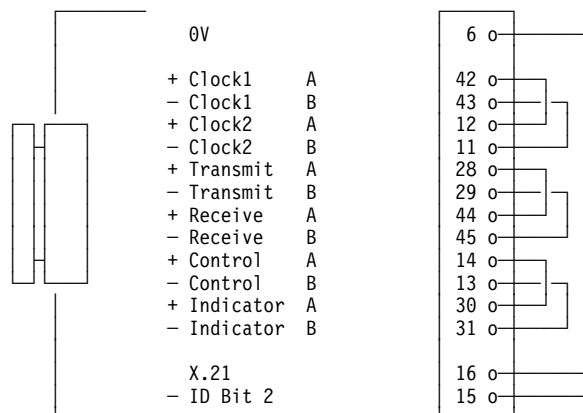 0V 6 o
+ Clock1 A 42 o
– Clock1 B 43 o
+ Clock2 A 12 o
– Clock2 B 11 o
+ Transmit A 28 o
– Transmit B 29 o
+ Receive A 44 o
– Receive B 45 o
+ Control A 14 o
– Control B 13 o
+ Indicator A 30 o
– Indicator B 31 o
X.21 16 o
– ID Bit 2 15 o